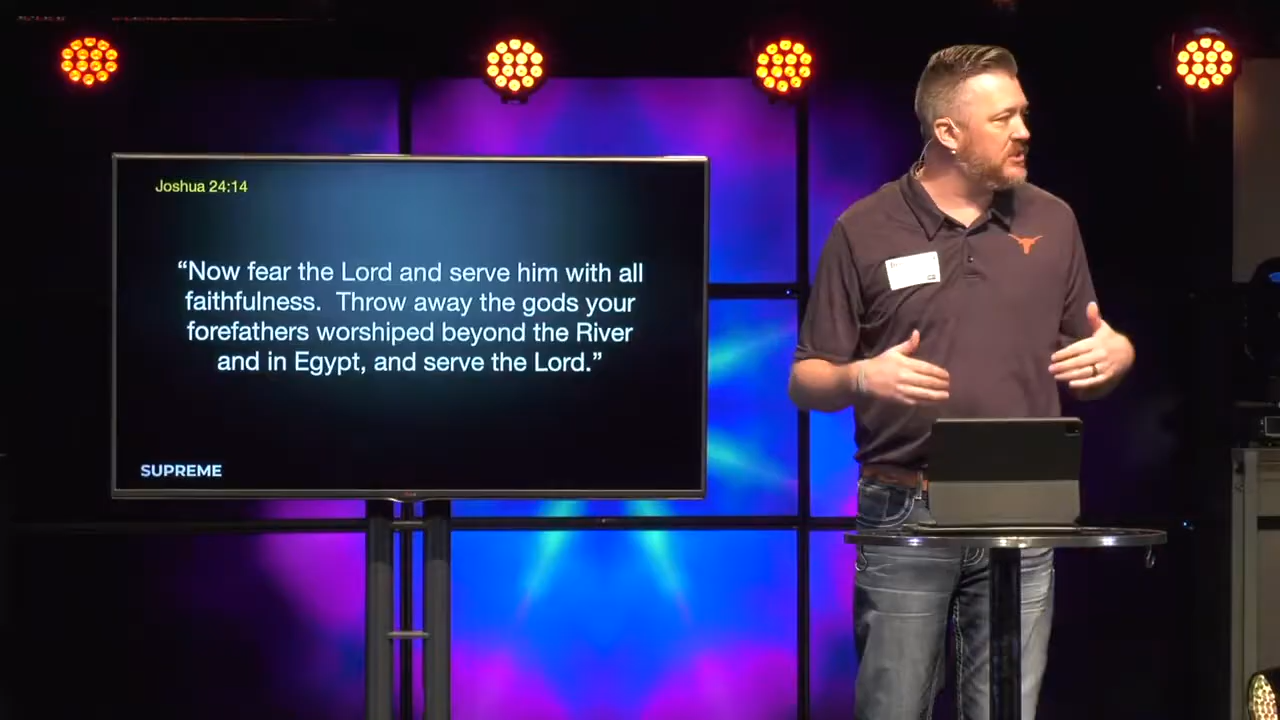 Joshua 24:14
“Now fear the Lord and serve him with all
faithfulness.  Throw away the gods your
forefathers worshiped beyond the River
and in Egypt, and serve the Lord.”
SUPREME